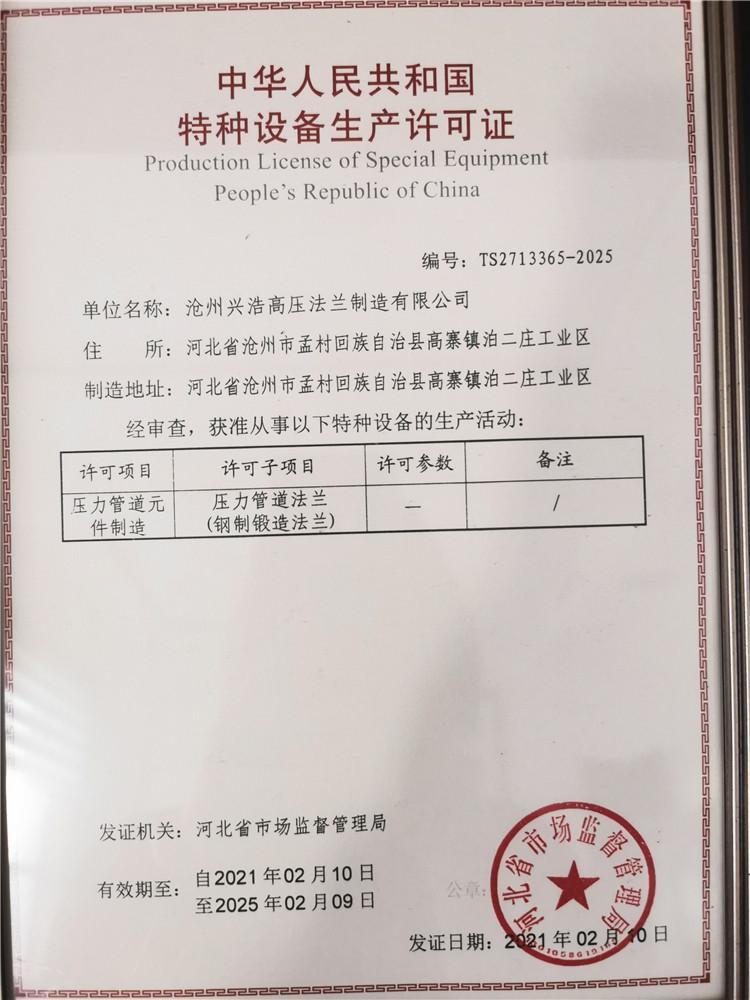 中华人民共和国
特种设备生产许可证
Production License of Special Equipment
People's Republic of China
编号：TS2713365-2025
单位名称：沧州兴浩高压法兰制造有限公司
住 所：河北省沧州市孟村回族自治县高寨镇泊二庄工业区
制造地址：河北省沧州市孟村回族自治县高寨镇泊二庄工业区
经审查，获准从事以下特种设备的生产活动：
许可项目 许可子项目 许可参数 备注
压力管道元 压力管道法兰 — /
件制造 (钢制锻造法兰)
发证机关：河北省市场监督管理局
有效期至：自2021年02月10日
至2025年02月09日
公章：
河北省市场监督管理局
发证日期：2021年02月10日